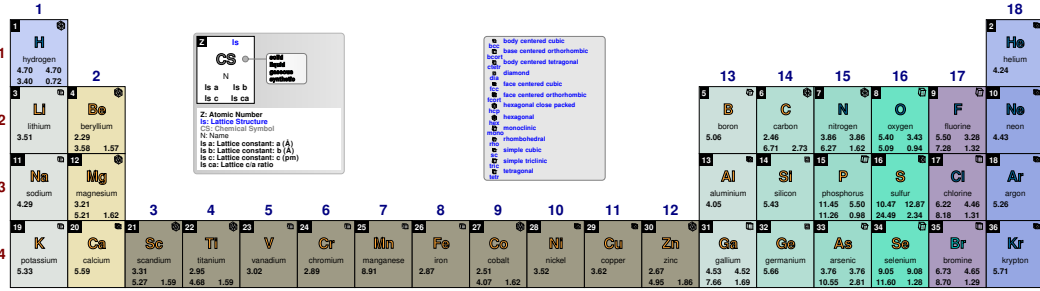 1
18
1
H
hydrogen
4.70 4.70
3.40 0.72
2
He
helium
4.24
Z
ls
CS
N
ls a ls b
ls c ls ca
solid
liquid
gaseous
synthetic
Z: Atomic Number
ls: Lattice Structure
CS: Chemical Symbol
N: Name
ls a: Lattice constant: a (Å)
ls b: Lattice constant: b (Å)
ls c: Lattice constant: c (pm)
ls ca: Lattice c/a ratio
body centered cubic
bcc
base centered orthorhombic
bcort
body centered tetragonal
ctetr
diamond
dia
face centered cubic
fcc
face centered orthorhombic
fcort
hexagonal close packed
hcp
hexagonal
hex
monoclinic
mono
rhombohedral
rho
simple cubic
sc
simple triclinic
tric
tetragonal
tetr
1
2
13
14
15
16
17
2
3
Li
lithium
3.51
4
Be
beryllium
2.29
3.58 1.57
5
B
boron
5.06
6
C
carbon
2.46
6.71 2.73
7
N
nitrogen
3.86 3.86
6.27 1.62
8
O
oxygen
5.40 3.43
5.09 0.94
9
F
fluorine
5.50 3.28
7.28 1.32
10
Ne
neon
4.43
3
11
Na
sodium
4.29
12
Mg
magnesium
3.21
5.21 1.62
13
Al
aluminium
4.05
14
Si
silicon
5.43
15
P
phosphorus
11.45 5.50
11.26 0.98
16
S
sulfur
10.47 12.87
24.49 2.34
17
Cl
chlorine
6.22 4.46
8.18 1.31
18
Ar
argon
5.26
3
4
5
6
7
8
9
10
11
12
4
19
K
potassium
5.33
20
Ca
calcium
5.59
21
Sc
scandium
3.31
5.27 1.59
22
Ti
titanium
2.95
4.68 1.59
23
V
vanadium
3.02
24
Cr
chromium
2.89
25
Mn
manganese
8.91
26
Fe
iron
2.87
27
Co
cobalt
2.51
4.07 1.62
28
Ni
nickel
3.52
29
Cu
copper
3.62
30
Zn
zinc
2.67
4.95 1.86
31
Ga
gallium
4.53 4.52
7.66 1.69
32
Ge
germanium
5.66
33
As
arsenic
3.76 3.76
10.55 2.81
34
Se
selenium
9.05 9.08
11.60 1.28
35
Br
bromine
6.73 4.65
8.70 1.29
36
Kr
krypton
5.71